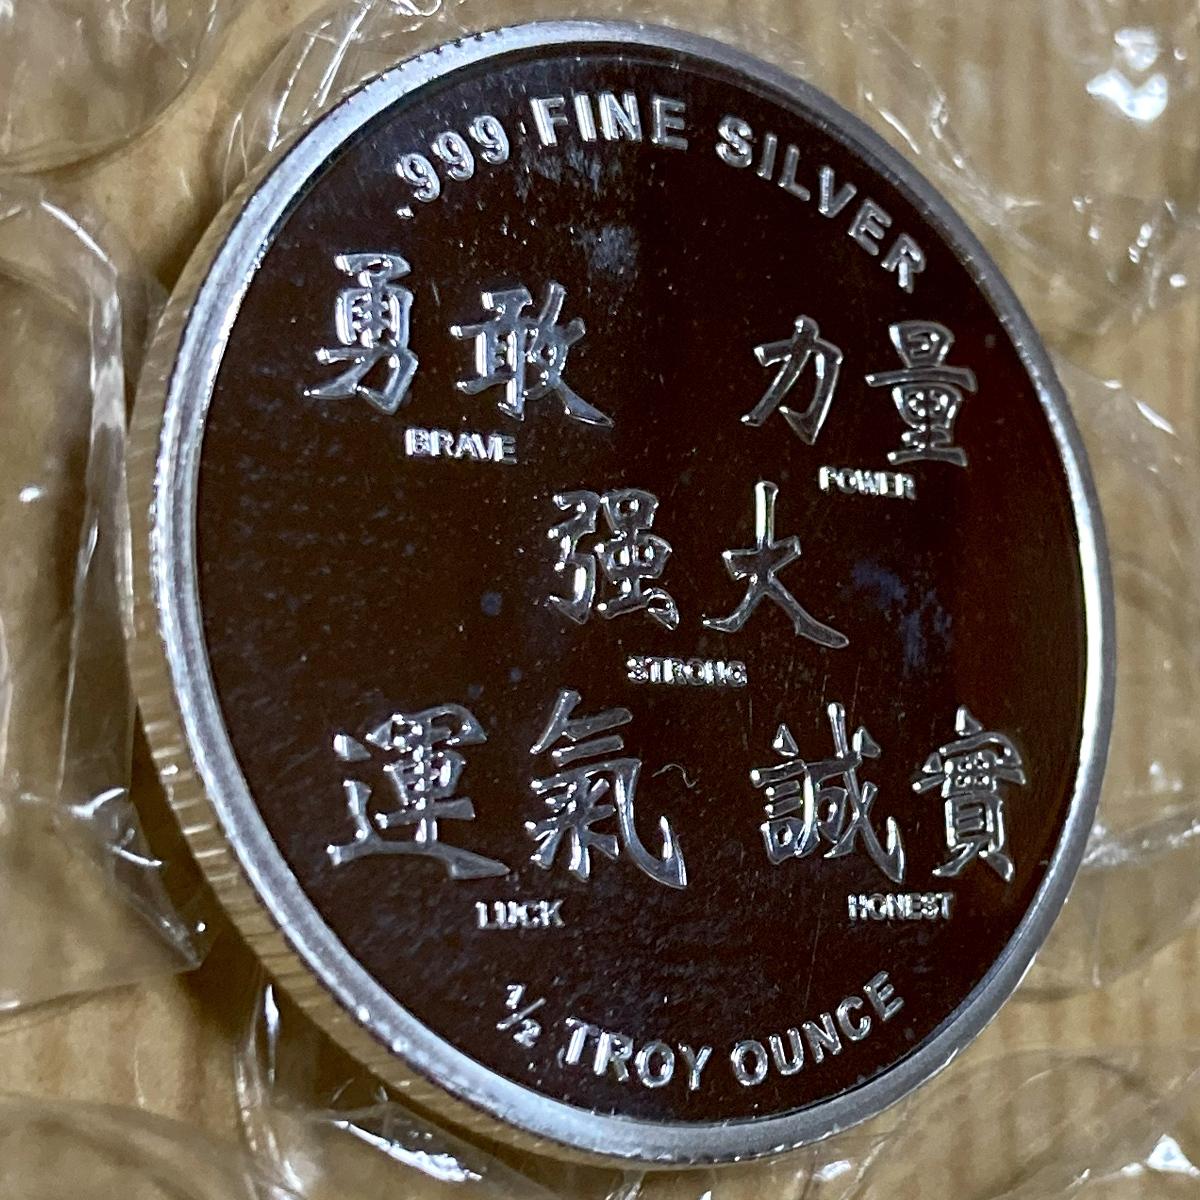 .999 FINE SILVER
勇敢
BRAVE
力量
POWER
强大
STRONG
運氣
LUCK
誠實
HONEST
1/2 TROY OUNCE